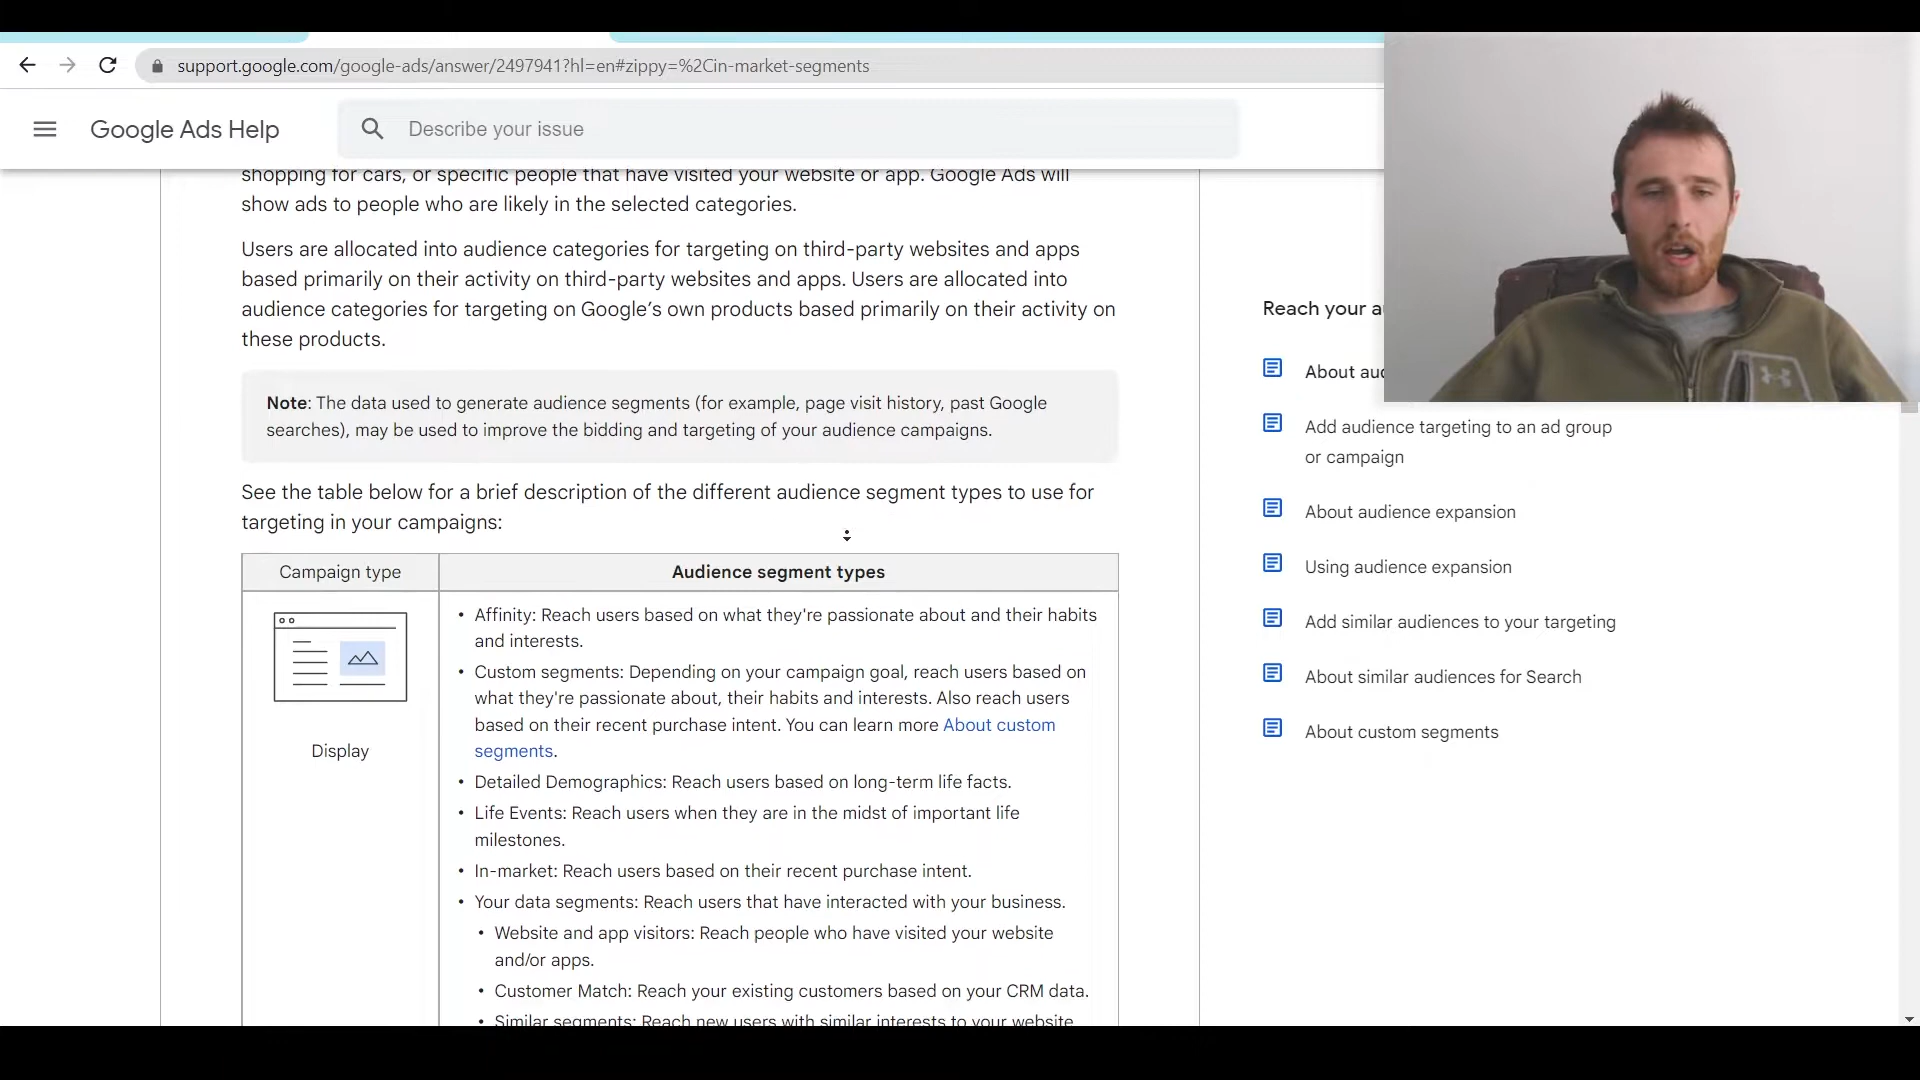 support.google.com/google-ads/answer/2497941?hl=en#zippy=%2Cin-market-segments
Google Ads Help
Describe your issue
shopping for cars, or specific people that have visited your website or app. Google Ads will
show ads to people who are likely in the selected categories.
Users are allocated into audience categories for targeting on third-party websites and apps
based primarily on their activity on third-party websites and apps. Users are allocated into
audience categories for targeting on Google’s own products based primarily on their activity on
these products.
Note: The data used to generate audience segments (for example, page visit history, past Google
searches), may be used to improve the bidding and targeting of your audience campaigns.
See the table below for a brief description of the different audience segment types to use for
targeting in your campaigns:
Campaign type
Audience segment types
Display
• Affinity: Reach users based on what they're passionate about and their habits
and interests.
• Custom segments: Depending on your campaign goal, reach users based on
what they're passionate about, their habits and interests. Also reach users
based on their recent purchase intent. You can learn more About custom
segments.
• Detailed Demographics: Reach users based on long-term life facts.
• Life Events: Reach users when they are in the midst of important life
milestones.
• In-market: Reach users based on their recent purchase intent.
• Your data segments: Reach users that have interacted with your business.
• Website and app visitors: Reach people who have visited your website
and/or apps.
• Customer Match: Reach your existing customers based on your CRM data.
• Similar segments: Reach new users with similar interests to your website
Reach your a
About aud
Add audience targeting to an ad group
or campaign
About audience expansion
Using audience expansion
Add similar audiences to your targeting
About similar audiences for Search
About custom segments